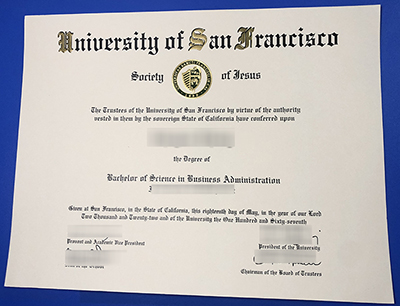 University of San Francisco
Society of Jesus
The Trustees of the University of San Francisco by virtue of the authority
vested in them by the sovereign State of California have conferred upon
the Degree of
Bachelor of Science in Business Administration
Given at San Francisco, in the State of California, this eighteenth day of May, in the year of our Lord
Two Thousand and Twenty-two and of the University the One Hundred and Sixty-seventh
Provost and Academic Vice President
President of the University
Chairman of the Board of Trustees